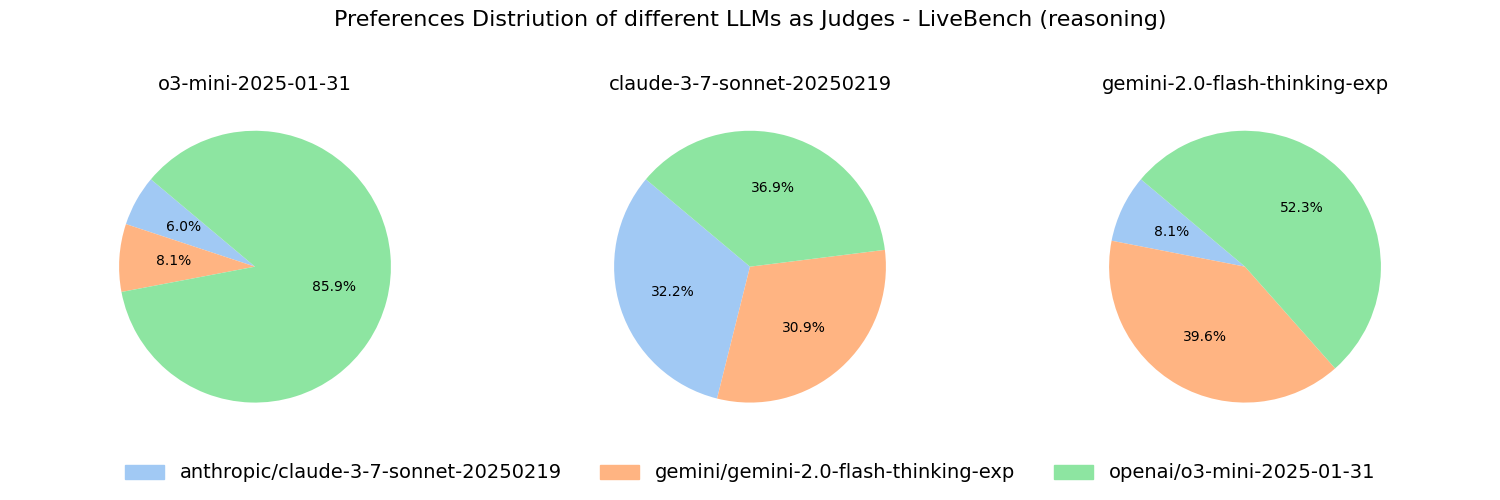 Preferences Distriution of different LLMs as Judges - LiveBench (reasoning)
o3-mini-2025-01-31
claude-3-7-sonnet-20250219
gemini-2.0-flash-thinking-exp
6.0%
8.1%
85.9%
36.9%
32.2%
30.9%
52.3%
8.1%
39.6%
anthropic/claude-3-7-sonnet-20250219
gemini/gemini-2.0-flash-thinking-exp
openai/o3-mini-2025-01-31